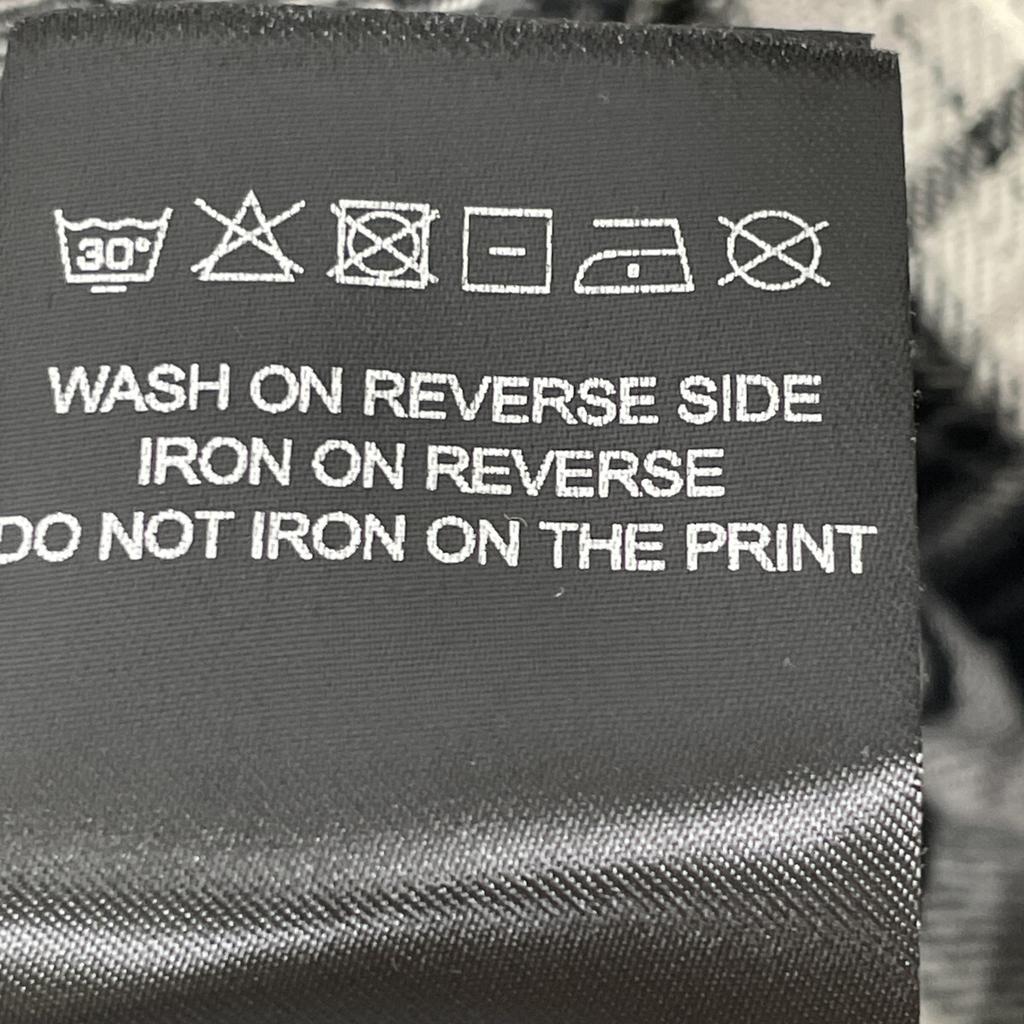 30°
WASH ON REVERSE SIDE
IRON ON REVERSE
DO NOT IRON ON THE PRINT